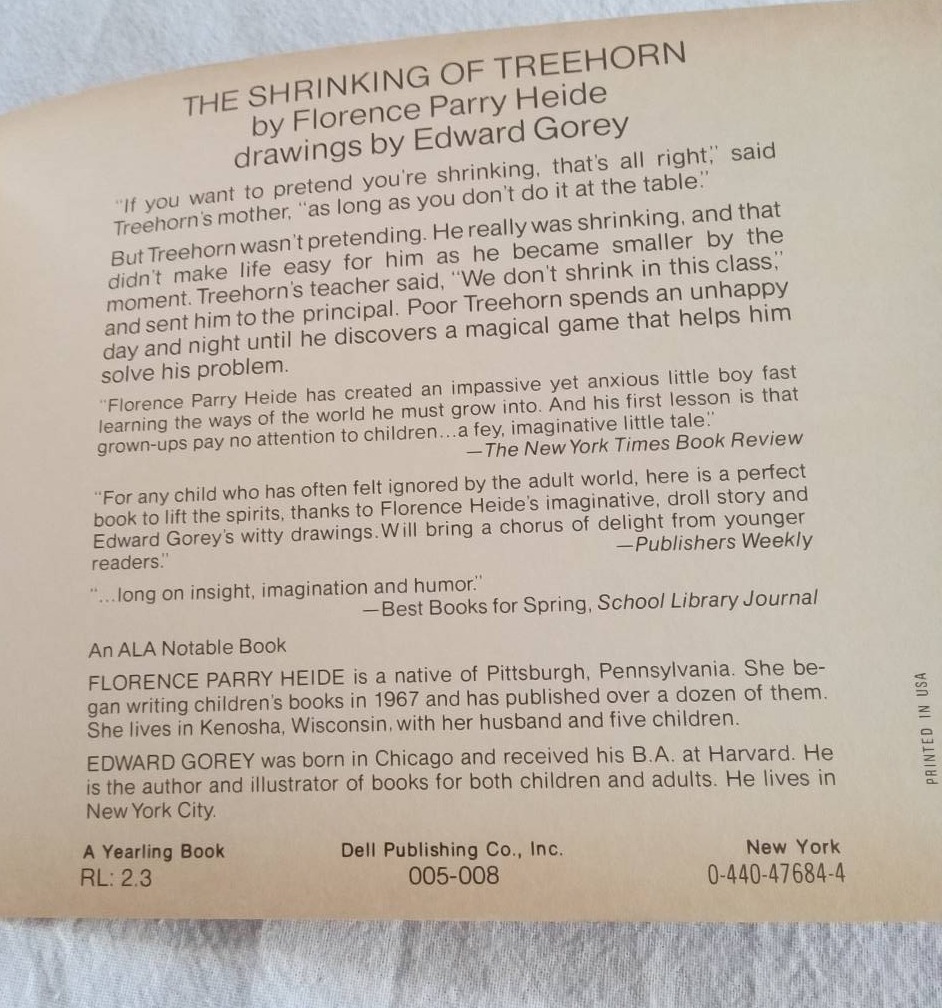 THE SHRINKING OF TREEHORN
by Florence Parry Heide
drawings by Edward Gorey
"If you want to pretend you're shrinking, that's all right," said
Treehorn's mother, "as long as you don't do it at the table."
But Treehorn wasn't pretending. He really was shrinking, and that
didn't make life easy for him as he became smaller by the
moment. Treehorn's teacher said, "We don't shrink in this class,"
and sent him to the principal. Poor Treehorn spends an unhappy
day and night until he discovers a magical game that helps him
solve his problem.
"Florence Parry Heide has created an impassive yet anxious little boy fast
learning the ways of the world he must grow into. And his first lesson is that
grown-ups pay no attention to children...a fey, imaginative little tale."
—The New York Times Book Review
"For any child who has often felt ignored by the adult world, here is a perfect
book to lift the spirits, thanks to Florence Heide's imaginative, droll story and
Edward Gorey's witty drawings. Will bring a chorus of delight from younger
readers." —Publishers Weekly
"...long on insight, imagination and humor."
—Best Books for Spring, School Library Journal
An ALA Notable Book
FLORENCE PARRY HEIDE is a native of Pittsburgh, Pennsylvania. She be-
gan writing children's books in 1967 and has published over a dozen of them.
She lives in Kenosha, Wisconsin, with her husband and five children.
EDWARD GOREY was born in Chicago and received his B.A. at Harvard. He
is the author and illustrator of books for both children and adults. He lives in
New York City.
A Yearling Book Dell Publishing Co., Inc. New York
RL: 2.3 005-008 0-440-47684-4
PRINTED IN USA